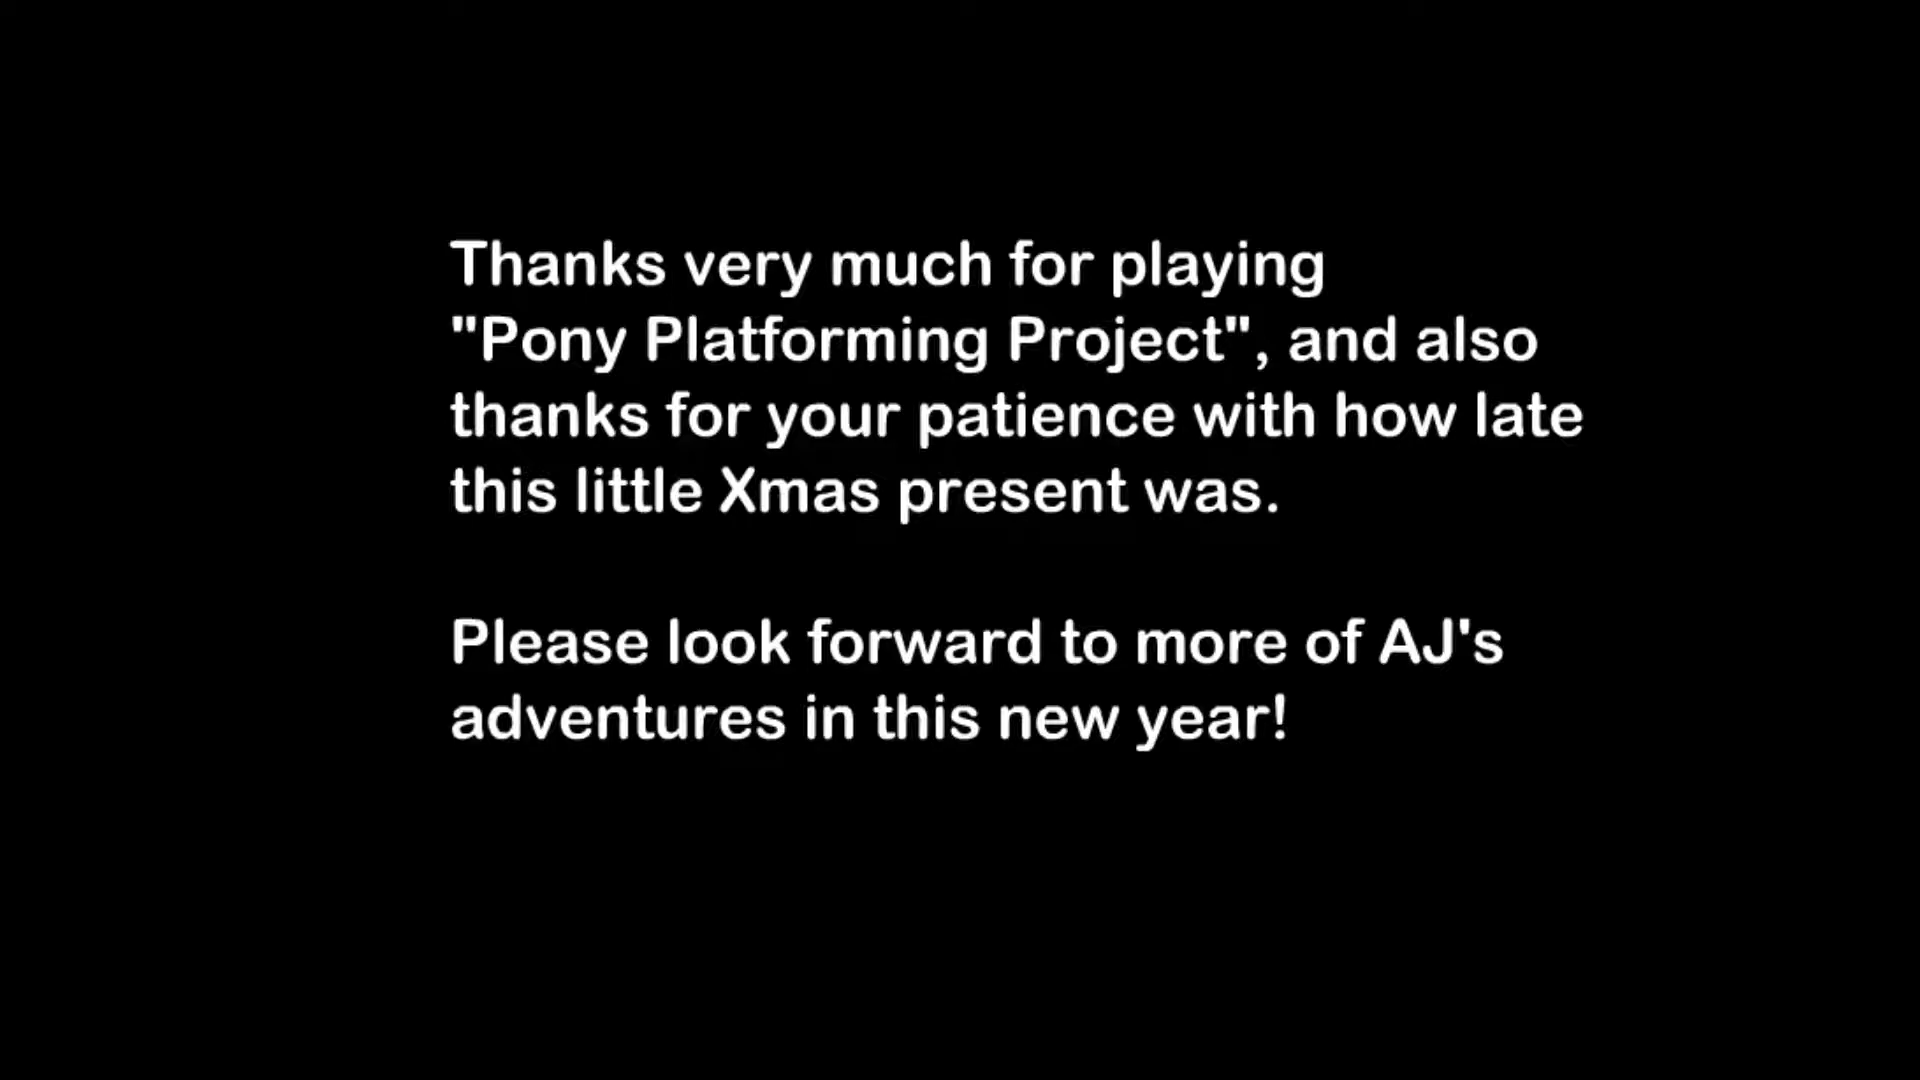 Thanks very much for playing
"Pony Platforming Project", and also
thanks for your patience with how late
this little Xmas present was.
Please look forward to more of AJ's
adventures in this new year!